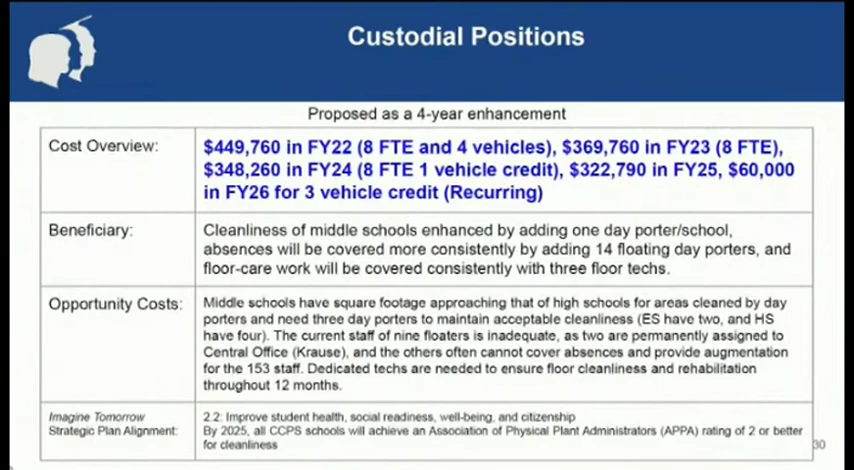 Custodial Positions
Proposed as a 4-year enhancement
Cost Overview:
$449,760 in FY22 (8 FTE and 4 vehicles), $369,760 in FY23 (8 FTE),
$348,260 in FY24 (8 FTE 1 vehicle credit), $322,790 in FY25, $60,000
in FY26 for 3 vehicle credit (Recurring)
Beneficiary:
Cleanliness of middle schools enhanced by adding one day porter/school,
absences will be covered more consistently by adding 14 floating day porters, and
floor-care work will be covered consistently with three floor techs.
Opportunity Costs:
Middle schools have square footage approaching that of high schools for areas cleaned by day
porters and need three day porters to maintain acceptable cleanliness (ES have two, and HS
have four). The current staff of nine floaters is inadequate, as two are permanently assigned to
Central Office (Krause), and the others often cannot cover absences and provide augmentation
for the 153 staff. Dedicated techs are needed to ensure floor cleanliness and rehabilitation
throughout 12 months.
Imagine Tomorrow
Strategic Plan Alignment:
2.2: Improve student health, social readiness, well-being, and citizenship
By 2025, all CCPS schools will achieve an Association of Physical Plant Administrators (APPA) rating of 2 or better
for cleanliness
30